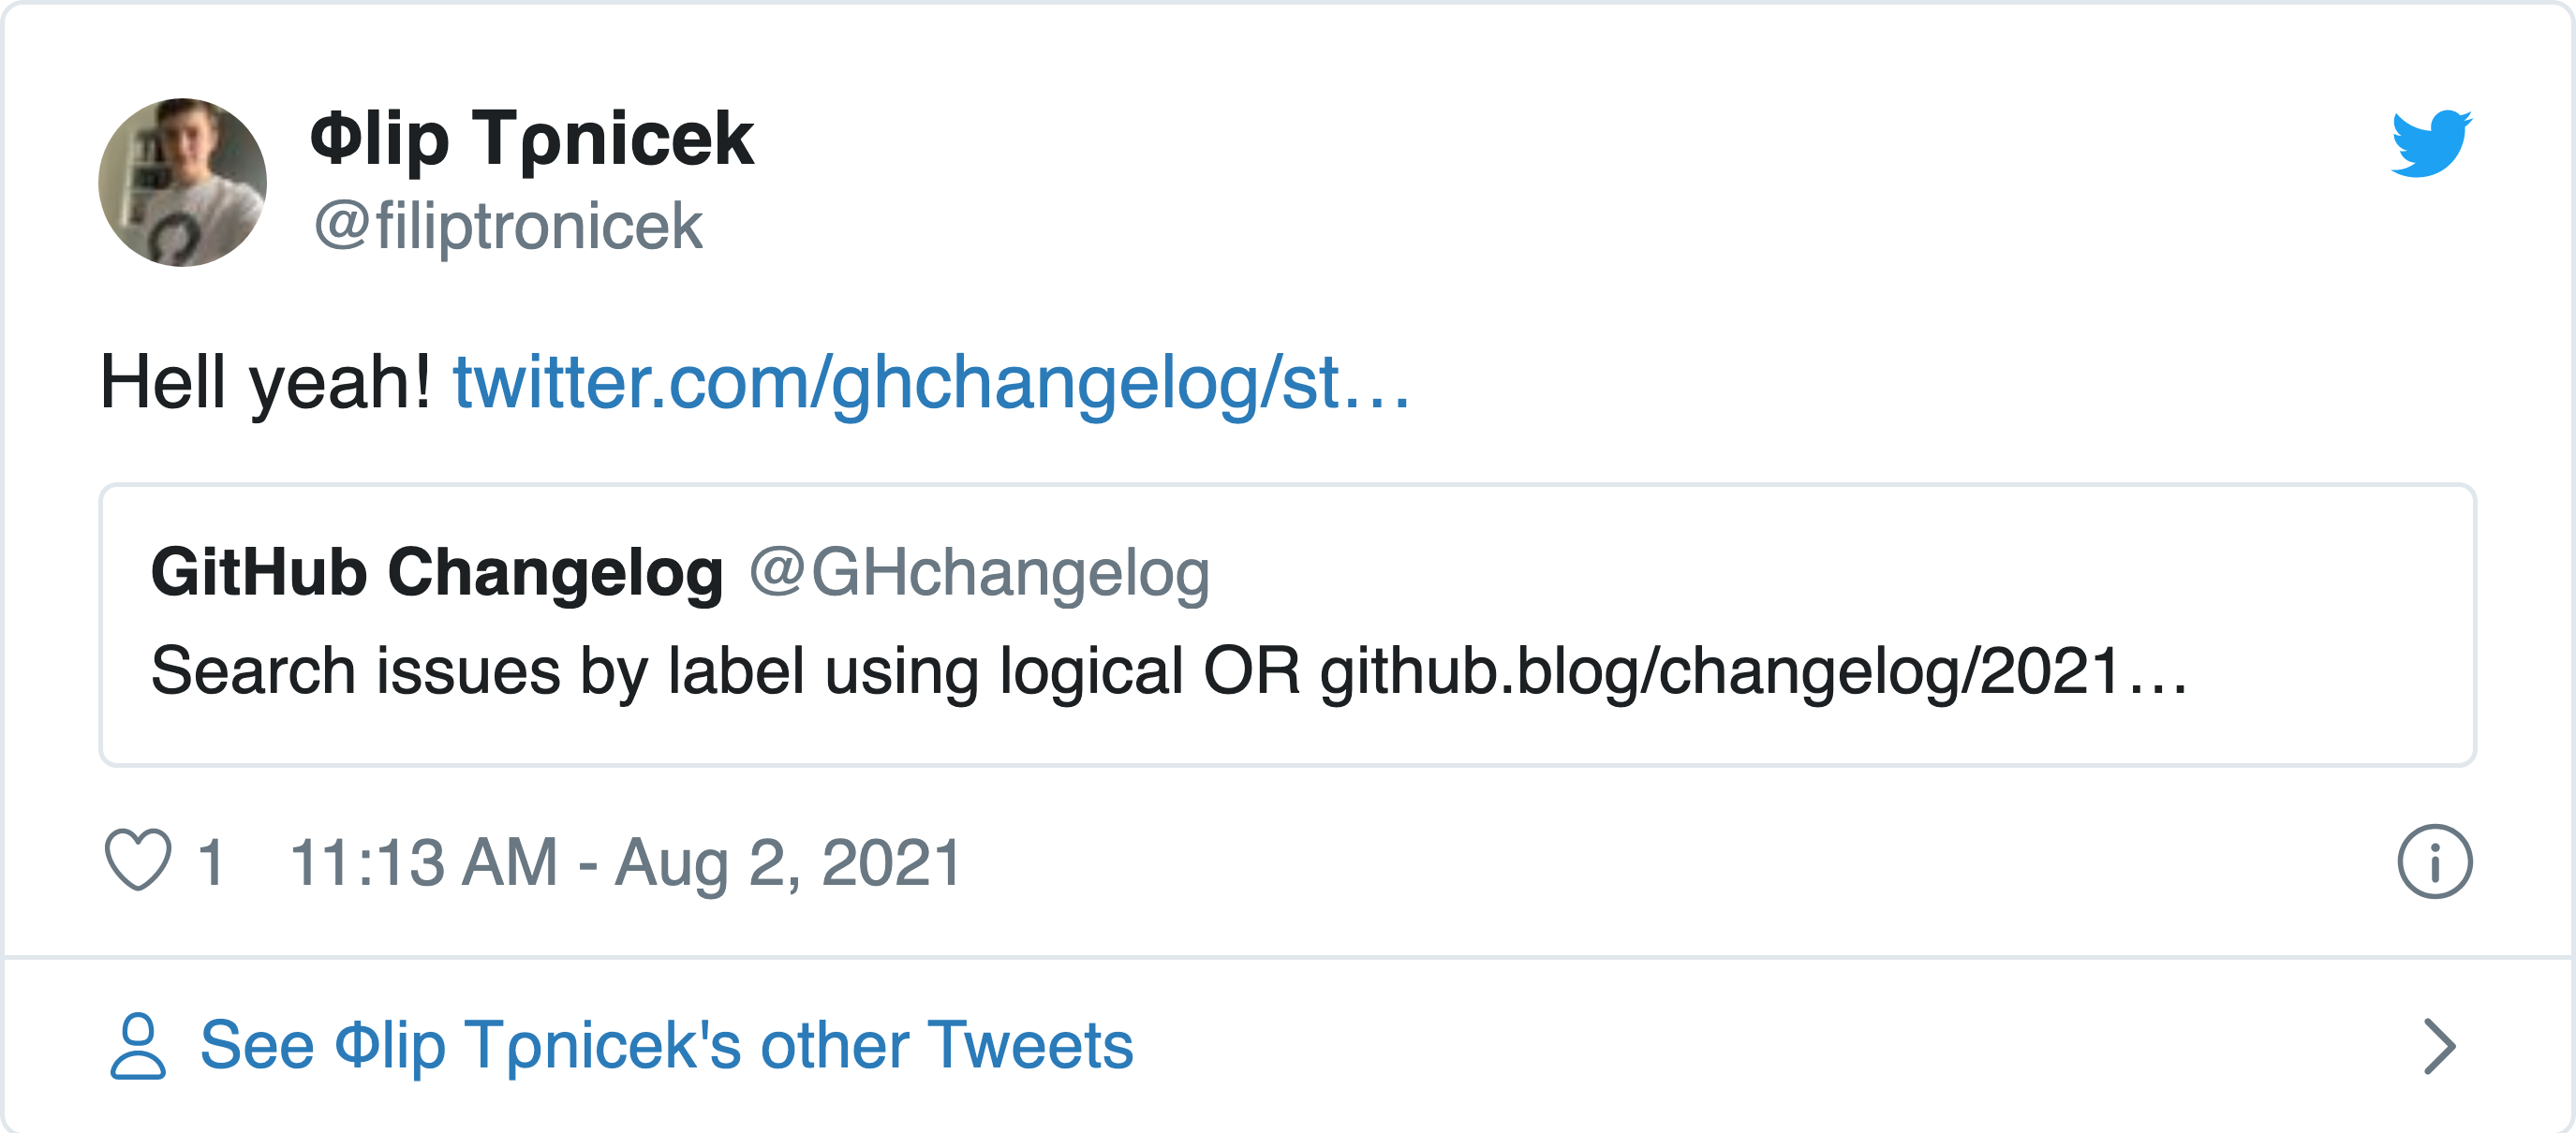 Φlip Tρnicek
@filiptronicek
Hell yeah! twitter.com/ghchangelog/st…
GitHub Changelog @GHchangelog
Search issues by label using logical OR github.blog/changelog/2021…
1 11:13 AM - Aug 2, 2021
See Φlip Tρnicek's other Tweets